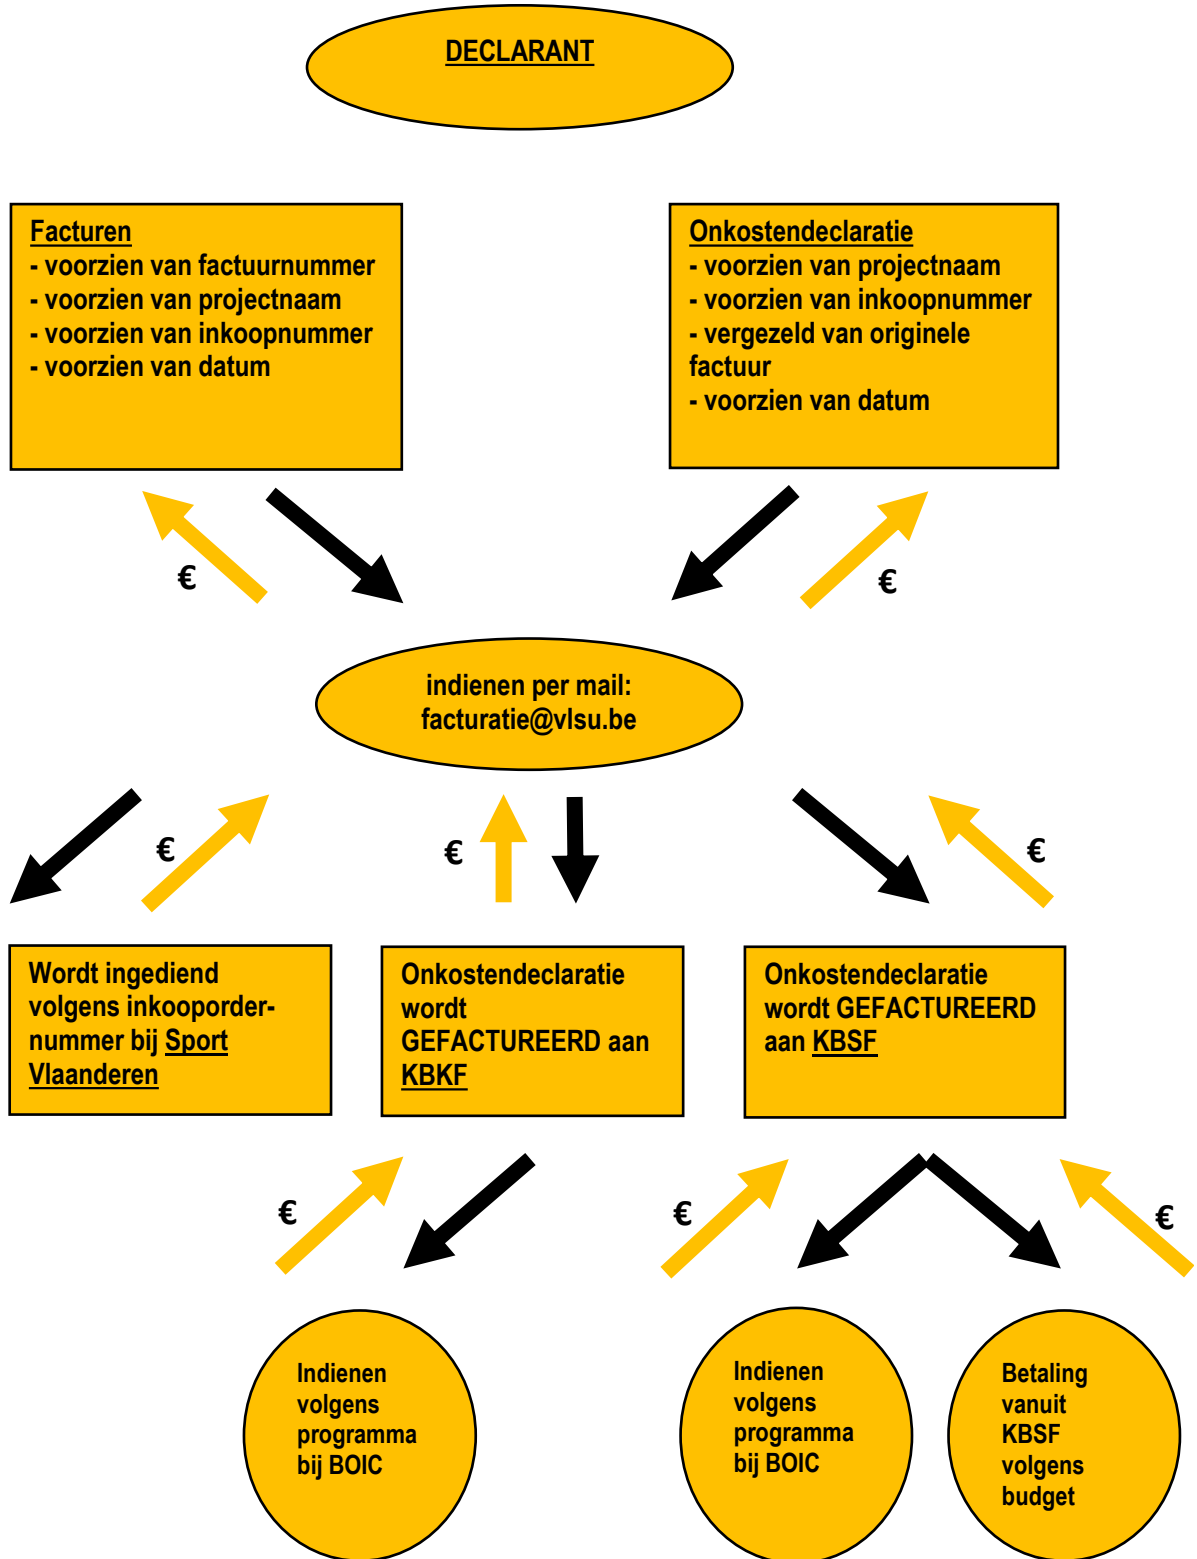 DECLARANT
Facturen
- voorzien van factuurnummer
- voorzien van projectnaam
- voorzien van inkoopnummer
- voorzien van datum
Onkostendeclaratie
- voorzien van projectnaam
- voorzien van inkoopnummer
- vergezeld van originele
factuur
- voorzien van datum
€
€
indienen per mail:
facturatie@vlsu.be
€
€
€
Wordt ingediend
volgens inkooporder-
nummer bij Sport
Vlaanderen
Onkostendeclaratie
wordt
GEFACTUREERD aan
KBKF
Onkostendeclaratie
wordt GEFACTUREERD
aan KBSF
€
€
€
Indienen
volgens
programma
bij BOIC
Indienen
volgens
programma
bij BOIC
Betaling
vanuit
KBSF
volgens
budget